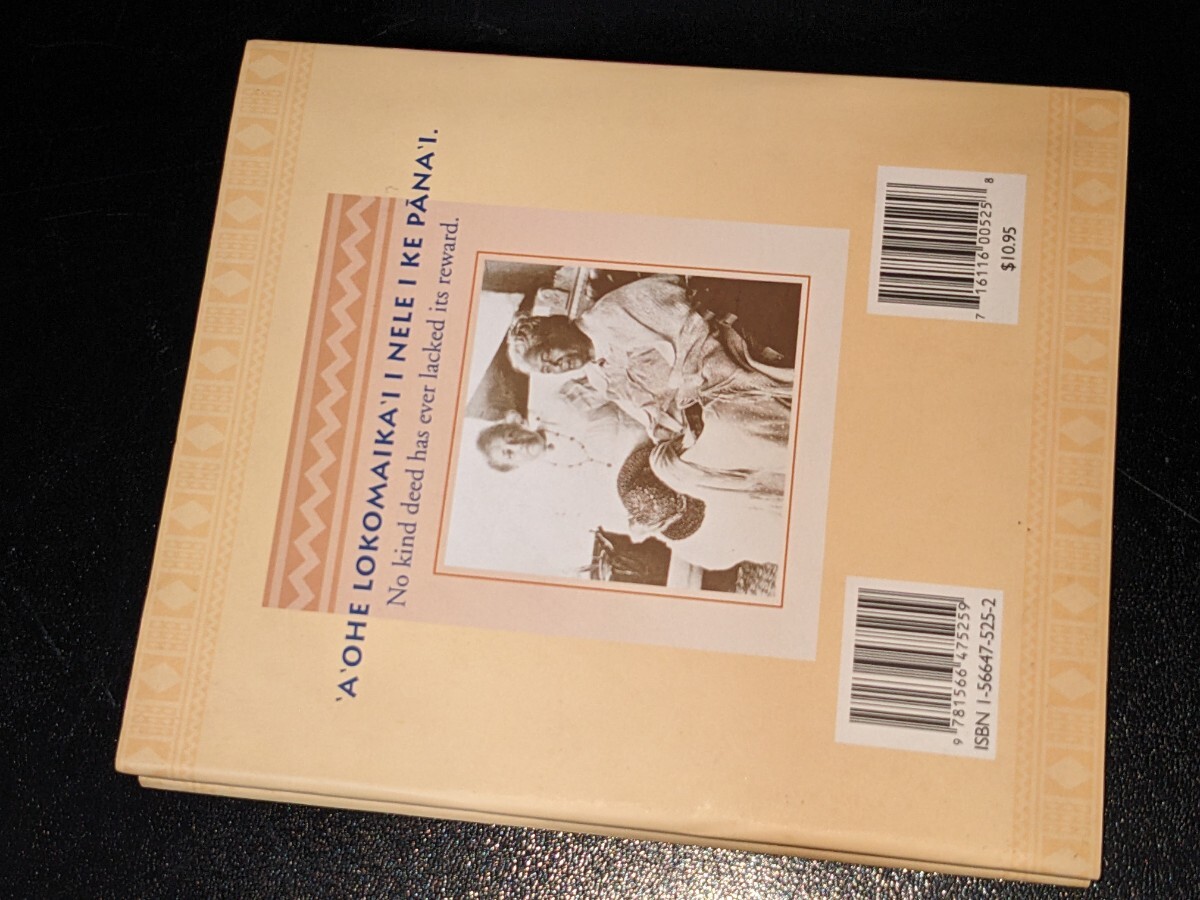 'A'OHE LOKOMAIKA'I I NELE I KE PĀNA'I.
No kind deed has ever lacked its reward.
9 781566 475259
ISBN 1-56647-525-2
7 16116 00525 8
$10.95